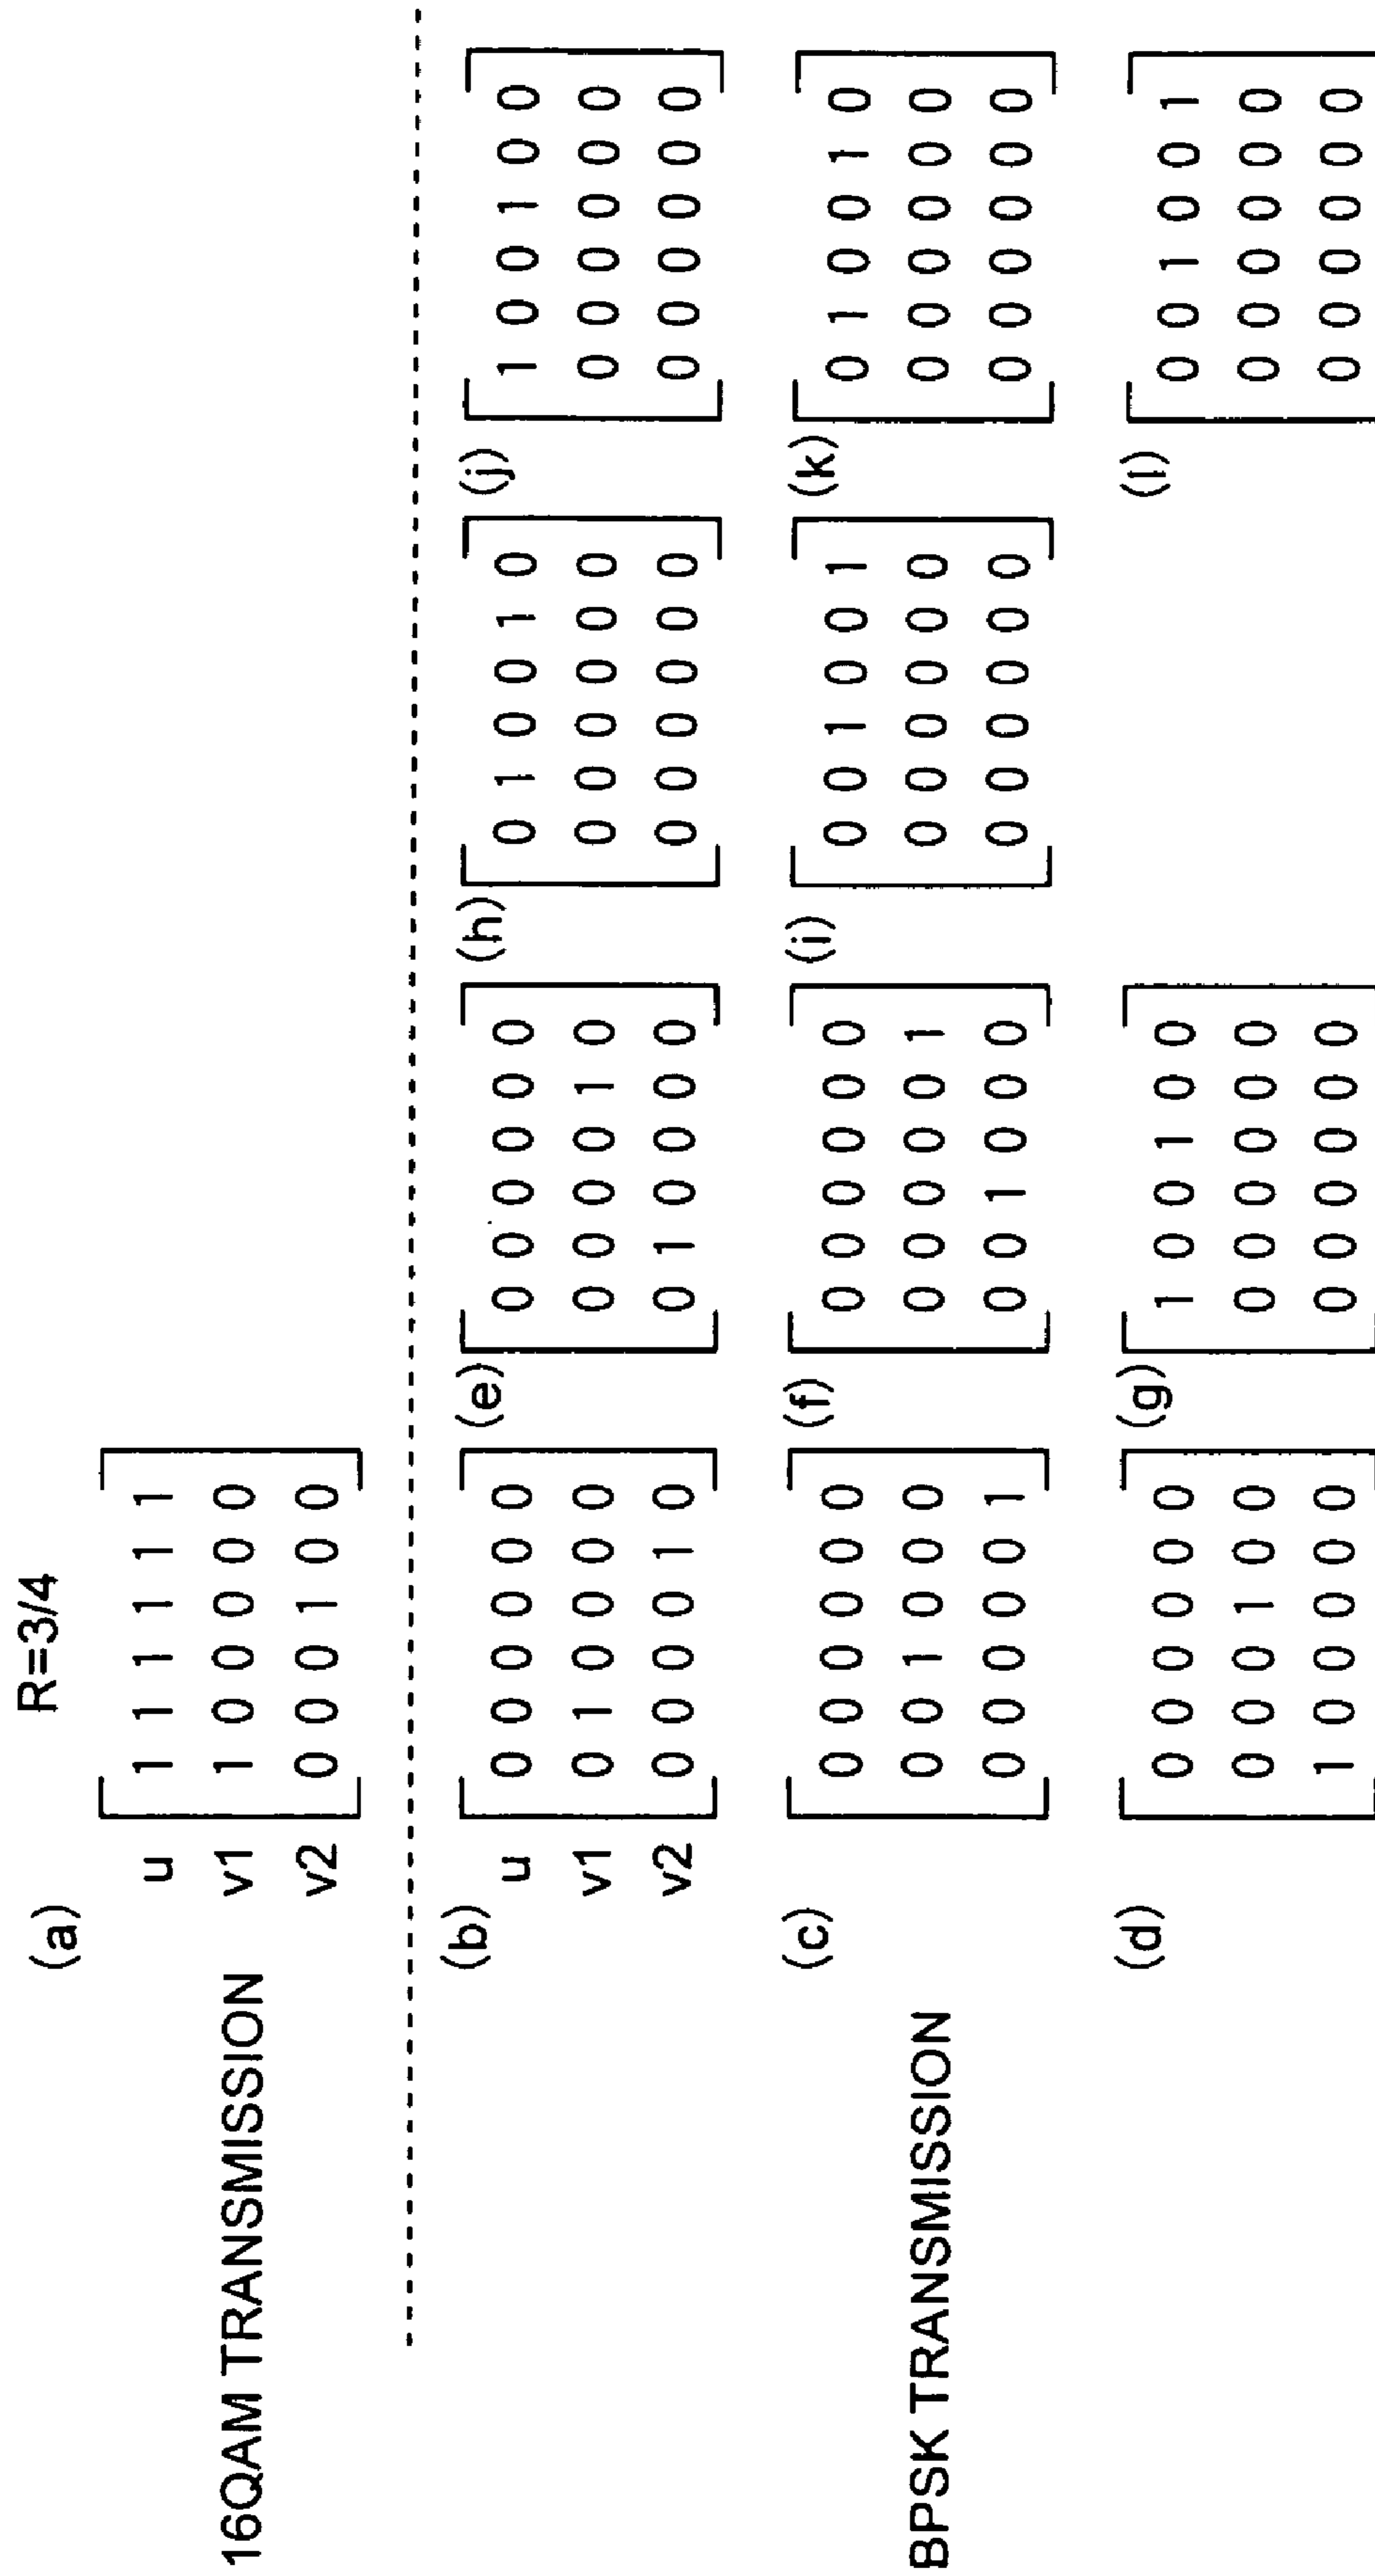 R=3/4
(a)
u 1 1 1 1 1 1
16QAM TRANSMISSION v1 1 0 0 0 0 0
v2 0 0 0 1 0 0
(b) (e) (h) (j)
u 0 0 0 0 0 0 0 0 0 0 0 0 0 1 0 0 1 0 1 0 0 1 0 0
v1 0 1 0 0 0 0 0 0 0 0 1 0 0 0 0 0 0 0 0 0 0 0 0 0
v2 0 0 0 0 1 0 0 1 0 0 0 0 0 0 0 0 0 0 0 0 0 0 0 0
(c) (f) (i) (k)
0 0 0 0 0 0 0 0 0 0 0 0 0 0 1 0 0 1 0 1 0 0 1 0
BPSK TRANSMISSION 0 0 1 0 0 0 0 0 0 0 0 1 0 0 0 0 0 0 0 0 0 0 0 0
0 0 0 0 0 1 0 0 1 0 0 0 0 0 0 0 0 0 0 0 0 0 0 0
(d) (g) (l)
0 0 0 0 0 0 1 0 0 1 0 0 0 0 1 0 0 1
0 0 0 1 0 0 0 0 0 0 0 0 0 0 0 0 0 0
1 0 0 0 0 0 0 0 0 0 0 0 0 0 0 0 0 0